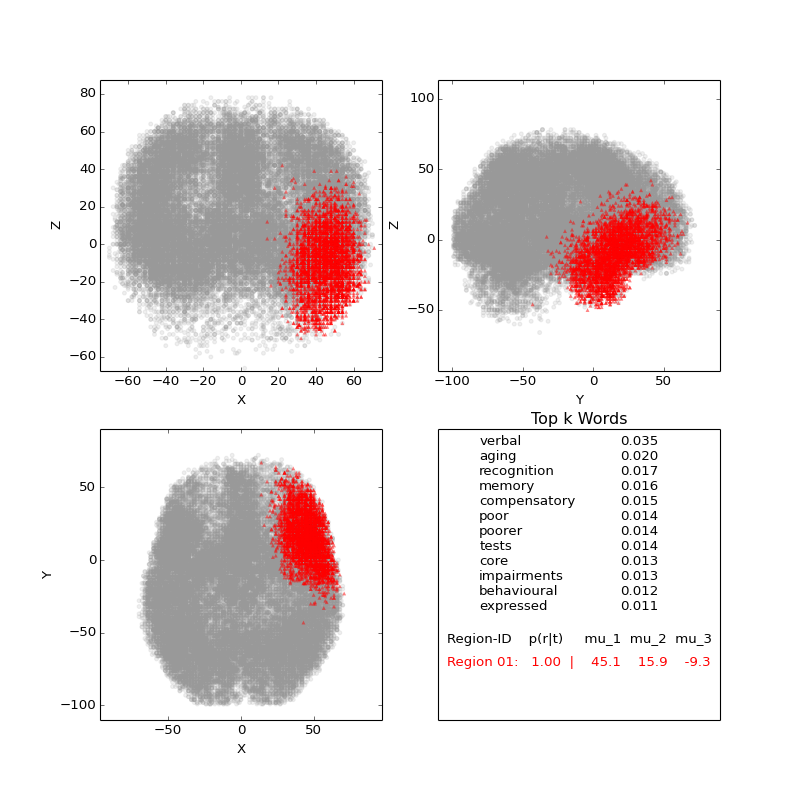 80
60
40
20
0
−20
−40
−60
Z
−60 −40 −20 0 20 40 60
X
100
50
0
−50
Z
−100 −50 0 50
Y
50
0
−50
−100
Y
−50 0 50
X
Top k Words
verbal 0.035
aging 0.020
recognition 0.017
memory 0.016
compensatory 0.015
poor 0.014
poorer 0.014
tests 0.014
core 0.013
impairments 0.013
behavioural 0.012
expressed 0.011
Region-ID p(r|t) mu_1 mu_2 mu_3
Region 01: 1.00 | 45.1 15.9 -9.3